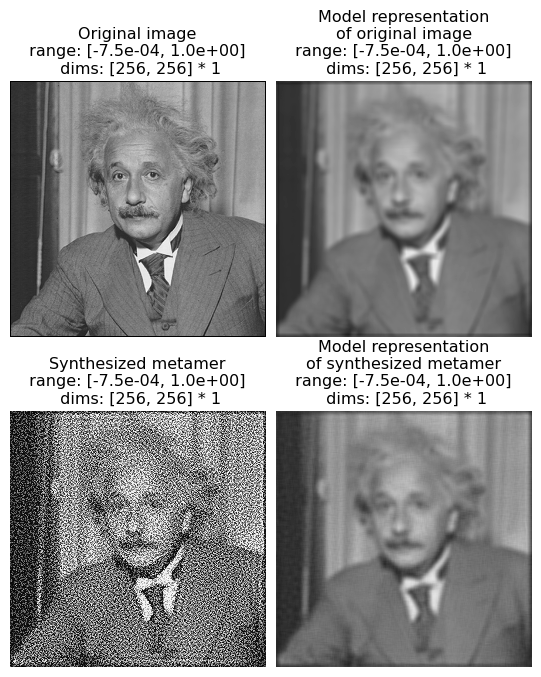 Original image
range: [-7.5e-04, 1.0e+00]
dims: [256, 256] * 1
Model representation
of original image
range: [-7.5e-04, 1.0e+00]
dims: [256, 256] * 1
Synthesized metamer
range: [-7.5e-04, 1.0e+00]
dims: [256, 256] * 1
Model representation
of synthesized metamer
range: [-7.5e-04, 1.0e+00]
dims: [256, 256] * 1